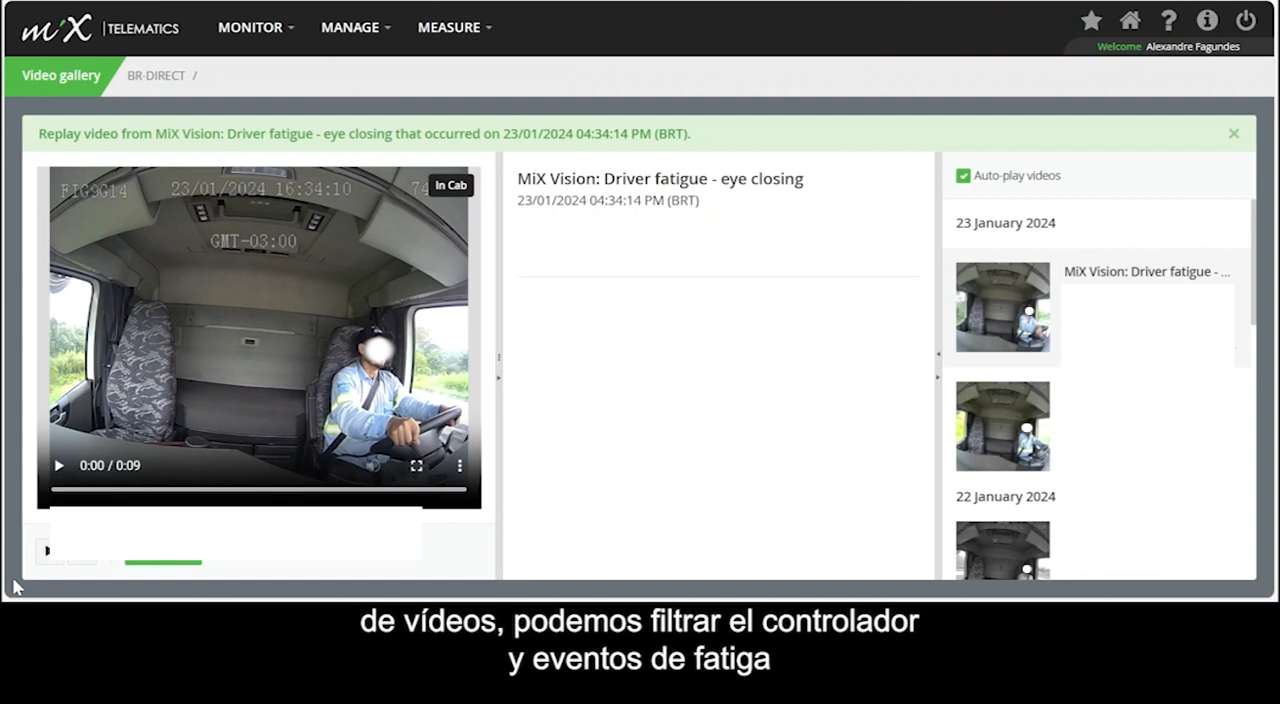 miX TELEMATICS
MONITOR
MANAGE
MEASURE
Welcome Alexandre Fagundes
Video gallery
BR-DIRECT /
Replay video from MiX Vision: Driver fatigue - eye closing that occurred on 23/01/2024 04:34:14 PM (BRT).
FIG9G14 23/01/2024 16:34:10 74
In Cab
GMT-03:00
0:00 / 0:09
MiX Vision: Driver fatigue - eye closing
23/01/2024 04:34:14 PM (BRT)
Auto-play videos
23 January 2024
MiX Vision: Driver fatigue - ...
22 January 2024
de vídeos, podemos filtrar el controlador
y eventos de fatiga